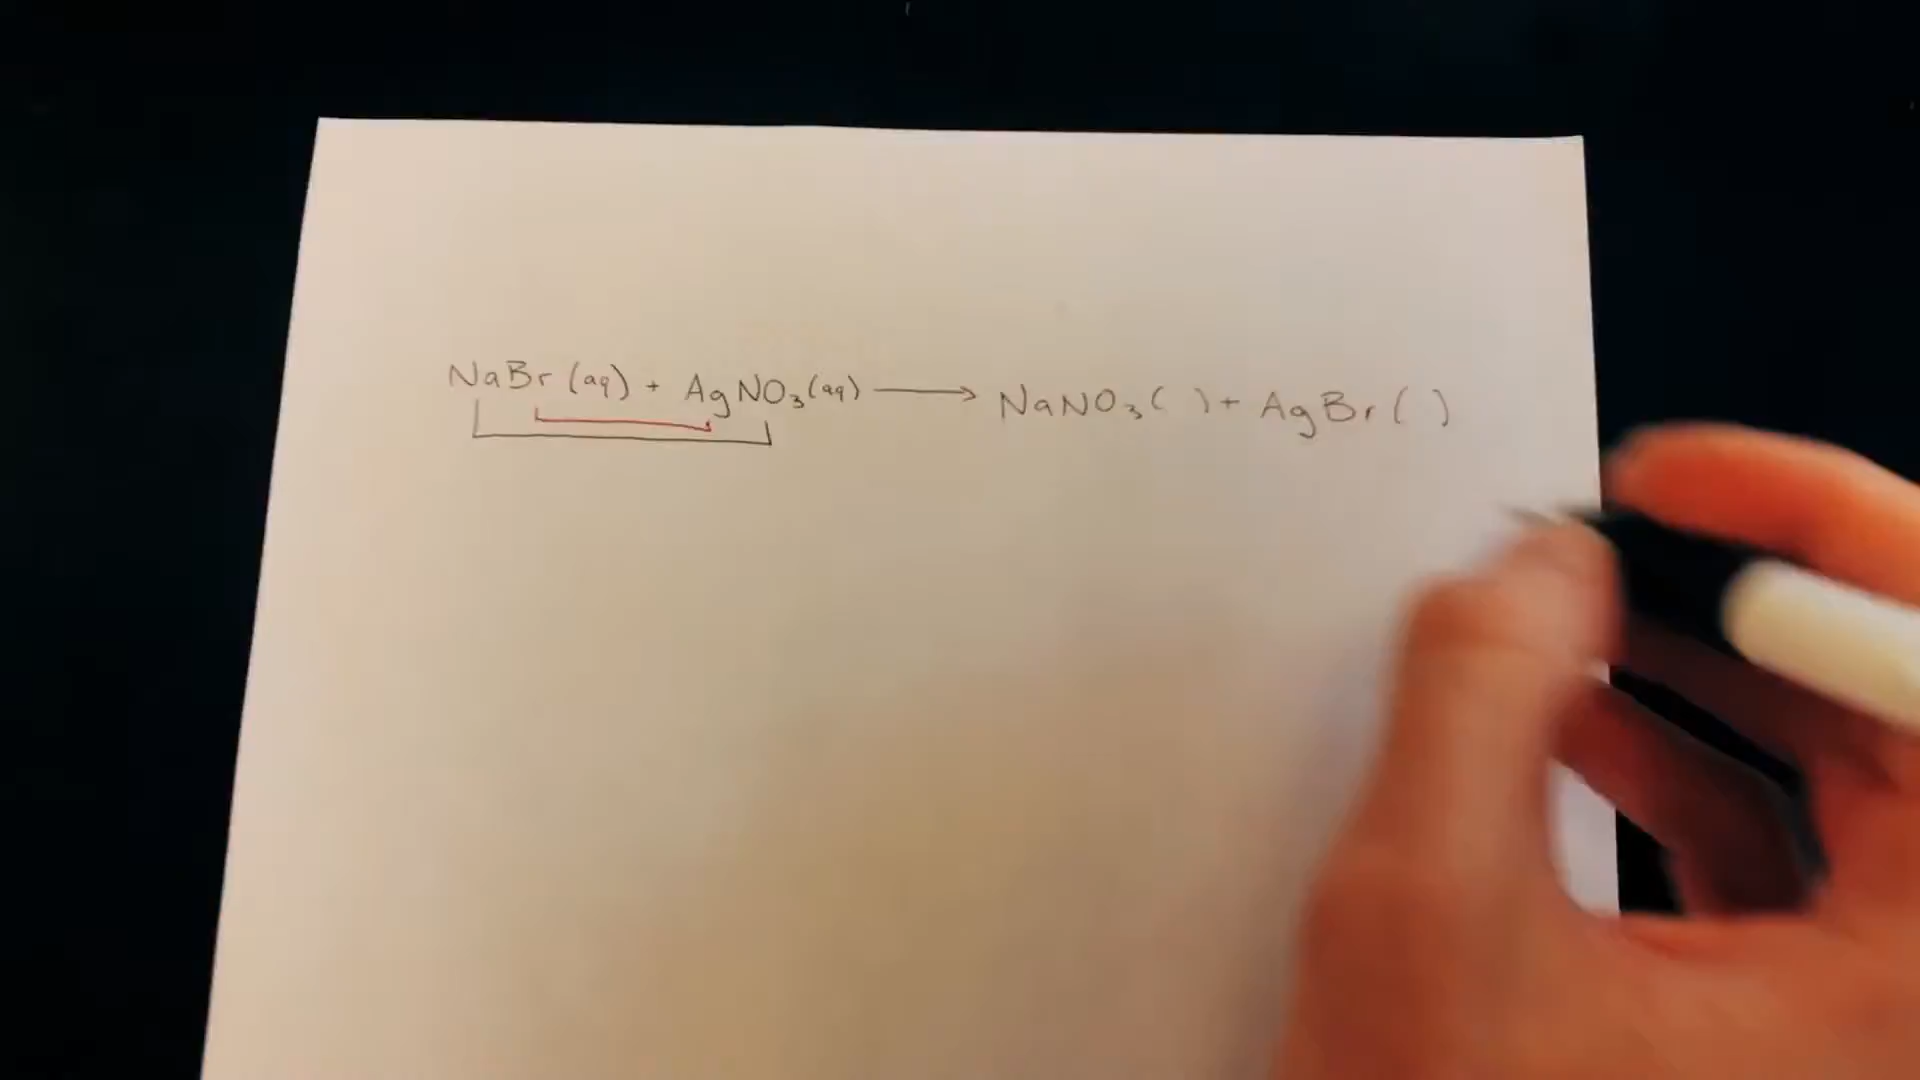 NaBr (aq) + AgNO₃(aq) ⟶ NaNO₃( ) + AgBr ( )